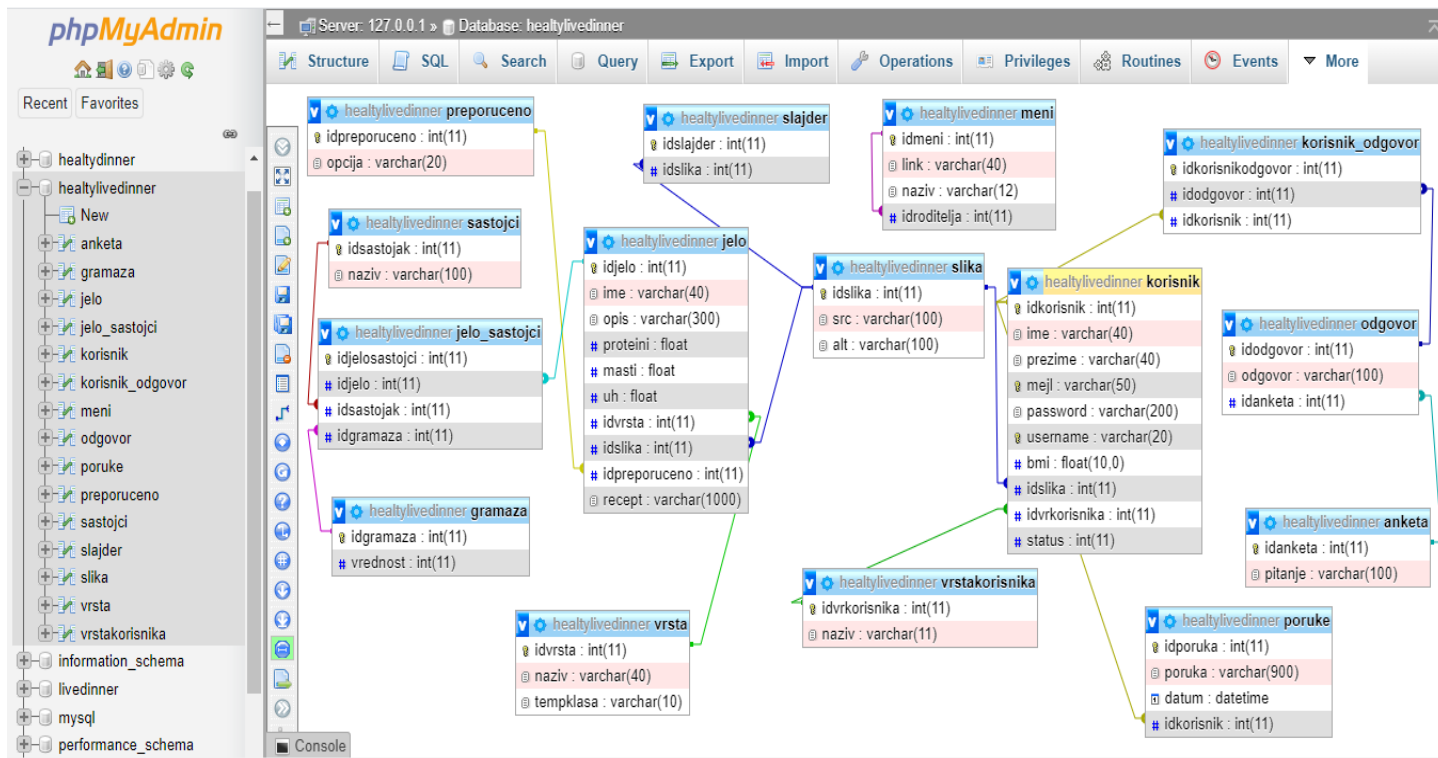 phpMyAdmin
Recent Favorites
healtydinner
healtylivedinner
New
anketa
gramaza
jelo
jelo_sastojci
korisnik
korisnik_odgovor
meni
odgovor
poruke
preporuceno
sastojci
slajder
slika
vrsta
vrstakorisnika
information_schema
livedinner
mysql
performance_schema
Server: 127.0.0.1 » Database: healtylivedinner
Structure SQL Search Query Export Import Operations Privileges Routines Events More
healtylivedinner preporuceno
idpreporuceno : int(11)
opcija : varchar(20)
healtylivedinner slajder
idslajder : int(11)
# idslika : int(11)
healtylivedinner meni
idmeni : int(11)
link : varchar(40)
naziv : varchar(12)
# idroditelja : int(11)
healtylivedinner korisnik_odgovor
idkorisnikodgovor : int(11)
# idodgovor : int(11)
# idkorisnik : int(11)
healtylivedinner sastojci
idsastojak : int(11)
naziv : varchar(100)
healtylivedinner jelo
idjelo : int(11)
ime : varchar(40)
opis : varchar(300)
# proteini : float
# masti : float
# uh : float
# idvrsta : int(11)
# idslika : int(11)
# idpreporuceno : int(11)
recept : varchar(1000)
healtylivedinner slika
idslika : int(11)
src : varchar(100)
alt : varchar(100)
healtylivedinner korisnik
idkorisnik : int(11)
ime : varchar(40)
prezime : varchar(40)
mejl : varchar(50)
password : varchar(200)
username : varchar(20)
# bmi : float(10,0)
# idslika : int(11)
# idvrkorisnika : int(11)
# status : int(11)
healtylivedinner jelo_sastojci
idjelosastojci : int(11)
# idjelo : int(11)
# idsastojak : int(11)
# idgramaza : int(11)
healtylivedinner odgovor
idodgovor : int(11)
odgovor : varchar(100)
# idanketa : int(11)
healtylivedinner gramaza
idgramaza : int(11)
# vrednost : int(11)
healtylivedinner anketa
idanketa : int(11)
pitanje : varchar(100)
healtylivedinner vrstakorisnika
idvrkorisnika : int(11)
naziv : varchar(11)
healtylivedinner vrsta
idvrsta : int(11)
naziv : varchar(40)
tempklasa : varchar(10)
healtylivedinner poruke
idporuka : int(11)
poruka : varchar(900)
datum : datetime
# idkorisnik : int(11)
Console